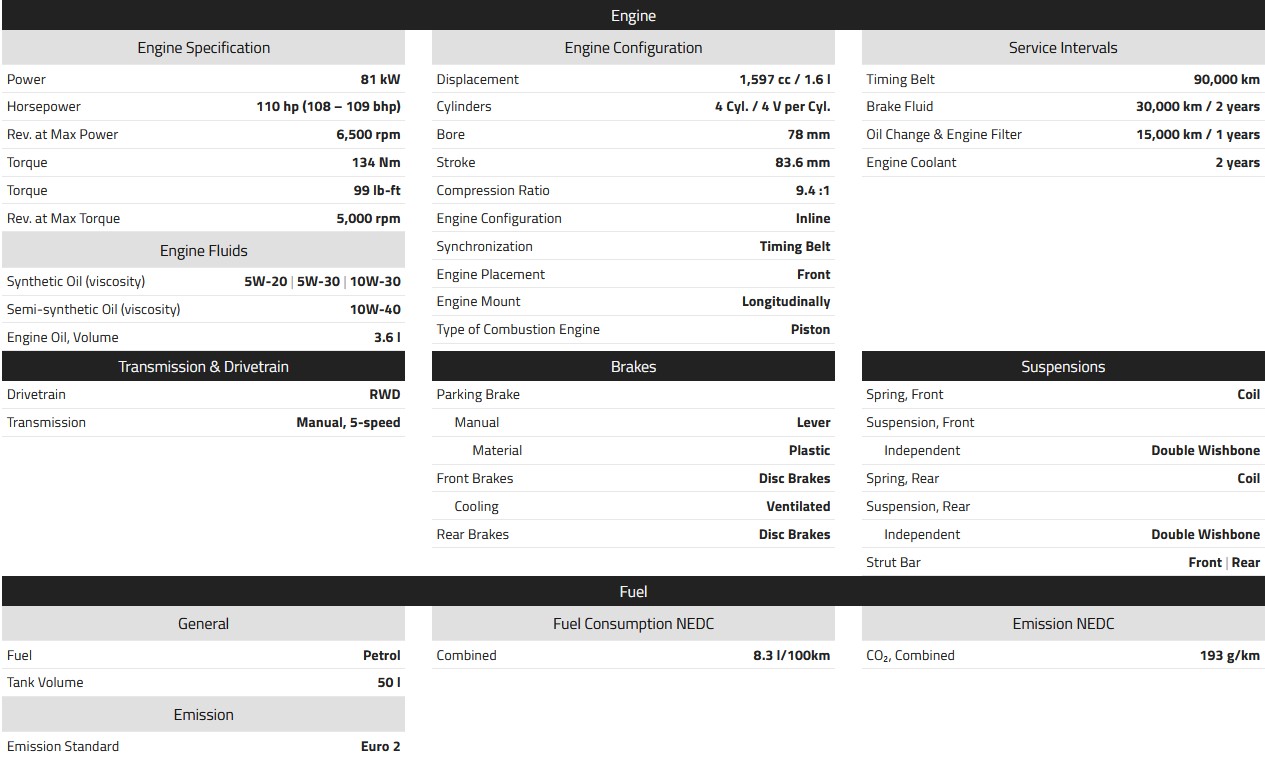 Engine
Engine Specification
Power 81 kW
Horsepower 110 hp (108 – 109 bhp)
Rev. at Max Power 6,500 rpm
Torque 134 Nm
Torque 99 lb-ft
Rev. at Max Torque 5,000 rpm
Engine Fluids
Synthetic Oil (viscosity) 5W-20 | 5W-30 | 10W-30
Semi-synthetic Oil (viscosity) 10W-40
Engine Oil, Volume 3.6 l
Engine Configuration
Displacement 1,597 cc / 1.6 l
Cylinders 4 Cyl. / 4 V per Cyl.
Bore 78 mm
Stroke 83.6 mm
Compression Ratio 9.4 :1
Engine Configuration Inline
Synchronization Timing Belt
Engine Placement Front
Engine Mount Longitudinally
Type of Combustion Engine Piston
Service Intervals
Timing Belt 90,000 km
Brake Fluid 30,000 km / 2 years
Oil Change & Engine Filter 15,000 km / 1 years
Engine Coolant 2 years
Transmission & Drivetrain
Drivetrain RWD
Transmission Manual, 5-speed
Brakes
Parking Brake
Manual Lever
Material Plastic
Front Brakes Disc Brakes
Cooling Ventilated
Rear Brakes Disc Brakes
Suspensions
Spring, Front Coil
Suspension, Front
Independent Double Wishbone
Spring, Rear Coil
Suspension, Rear
Independent Double Wishbone
Strut Bar Front | Rear
Fuel
General
Fuel Petrol
Tank Volume 50 l
Emission
Emission Standard Euro 2
Fuel Consumption NEDC
Combined 8.3 l/100km
Emission NEDC
CO₂, Combined 193 g/km